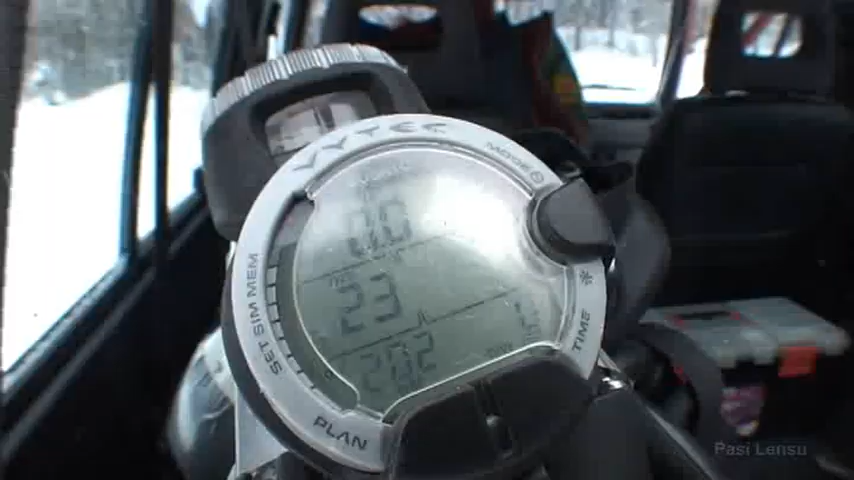 VYTEC
MODE
0.0
23
202
SET SIM MEM
TIME
PLAN
Pasi Lensu